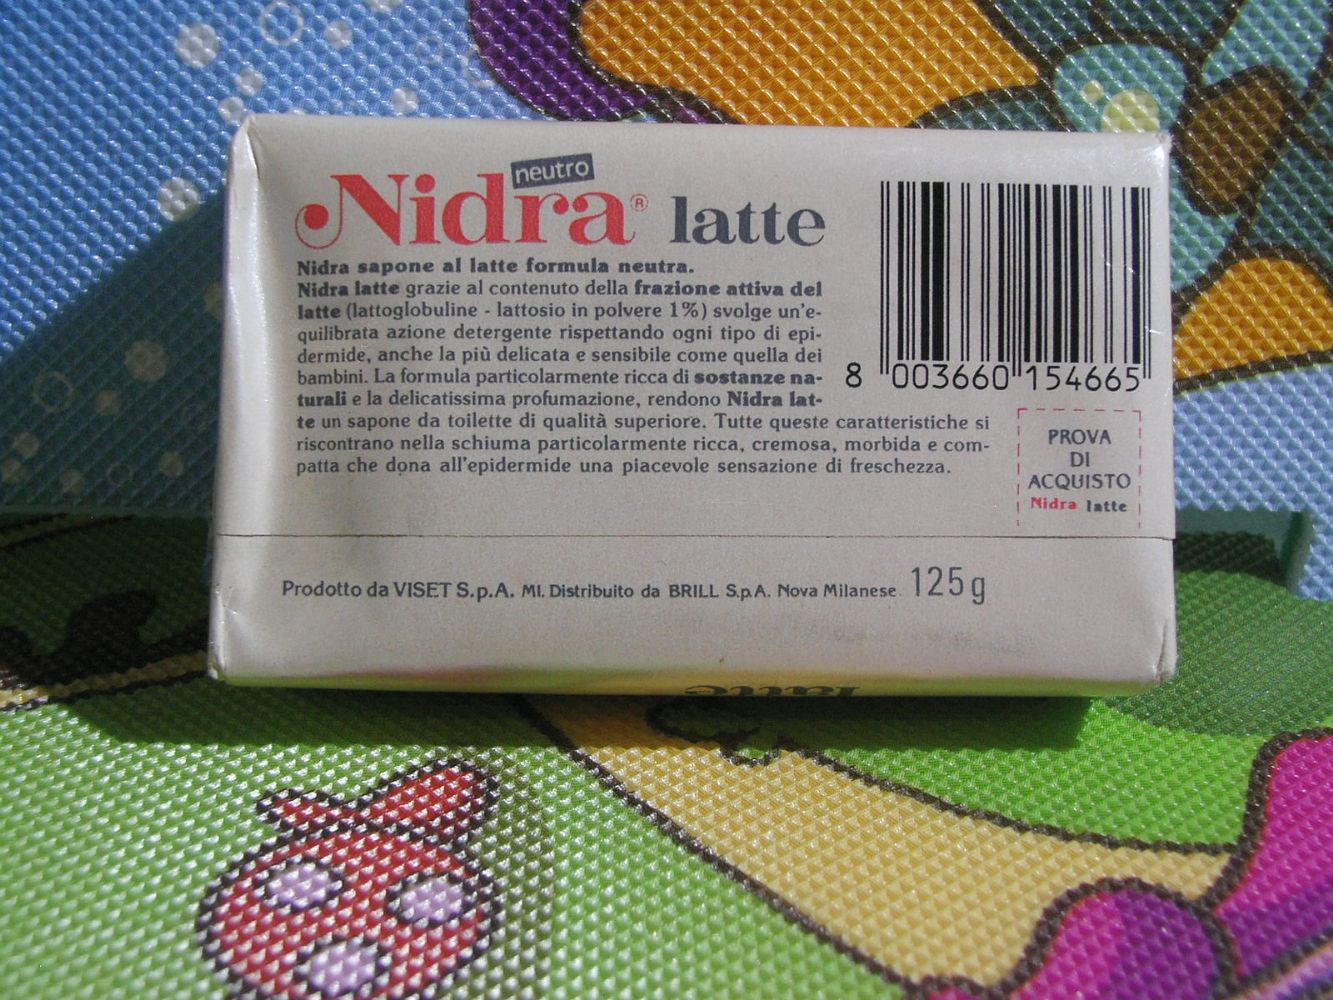 neutro
Nidra® latte
Nidra sapone al latte formula neutra.
Nidra latte grazie al contenuto della frazione attiva del
latte (lattoglobuline - lattosio in polvere 1%) svolge un'e-
quilibrata azione detergente rispettando ogni tipo di epi-
dermide, anche la più delicata e sensibile come quella dei
bambini. La formula particolarmente ricca di sostanze na-
turali e la delicatissima profumazione, rendono Nidra lat-
te un sapone da toilette di qualità superiore. Tutte queste caratteristiche si
riscontrano nella schiuma particolarmente ricca, cremosa, morbida e com-
patta che dona all'epidermide una piacevole sensazione di freschezza.
8 003660 154665
PROVA
DI
ACQUISTO
Nidra latte
Prodotto da VISET S.p.A. MI. Distribuito da BRILL S.p.A. Nova Milanese 125g
latte